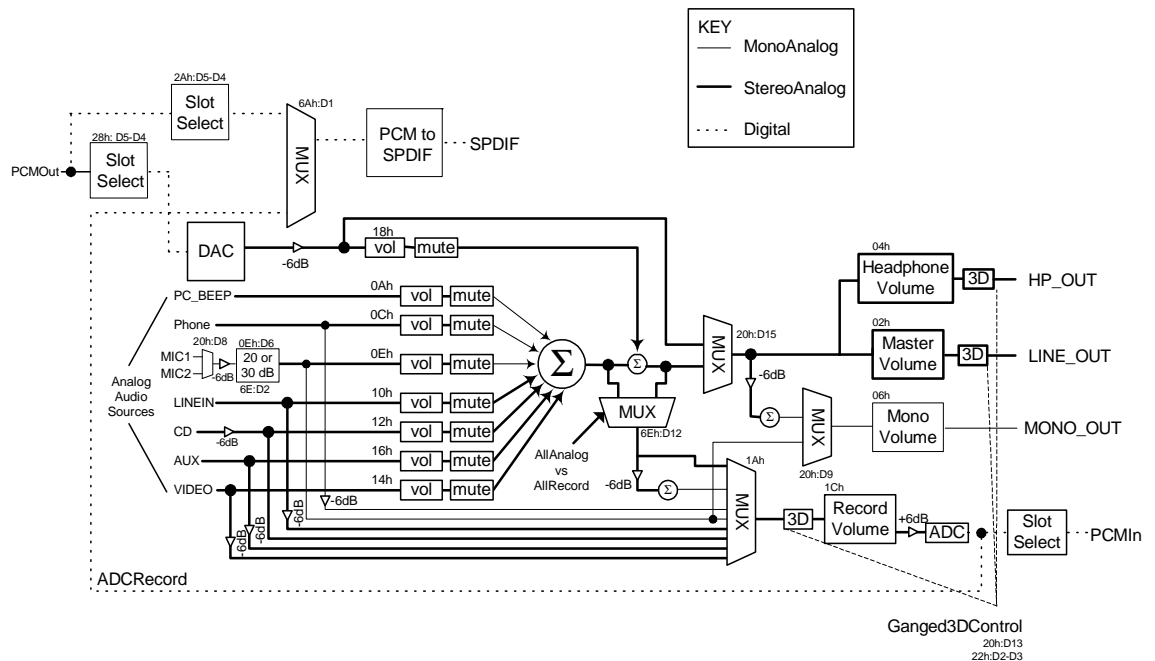 KEY
MonoAnalog
StereoAnalog
Digital
2Ah:D5-D4
Slot
Select
28h: D5-D4
Slot
Select
PCMOut
6Ah:D1
MUX
PCM to
SPDIF
SPDIF
DAC
-6dB
18h
vol
mute
PC_BEEP
0Ah
vol
mute
Phone
0Ch
vol
mute
20h:D8
MIC1
MIC2
-6dB
0Eh:D6
20 or
30 dB
6E:D2
0Eh
vol
mute
Analog
Audio
Sources
LINEIN
10h
vol
mute
CD
-6dB
12h
vol
mute
AUX
16h
vol
mute
VIDEO
14h
vol
mute
Σ
Σ
MUX
6Eh:D12
AllAnalog
vs
AllRecord
-6dB
Σ
-6dB
-6dB
-6dB
-6dB
MUX
20h:D15
-6dB
Σ
MUX
20h:D9
04h
Headphone
Volume
3D
HP_OUT
02h
Master
Volume
3D
LINE_OUT
06h
Mono
Volume
MONO_OUT
1Ah
MUX
3D
1Ch
Record
Volume
+6dB
ADC
Slot
Select
PCMIn
ADCRecord
Ganged3DControl
20h:D13
22h:D2-D3